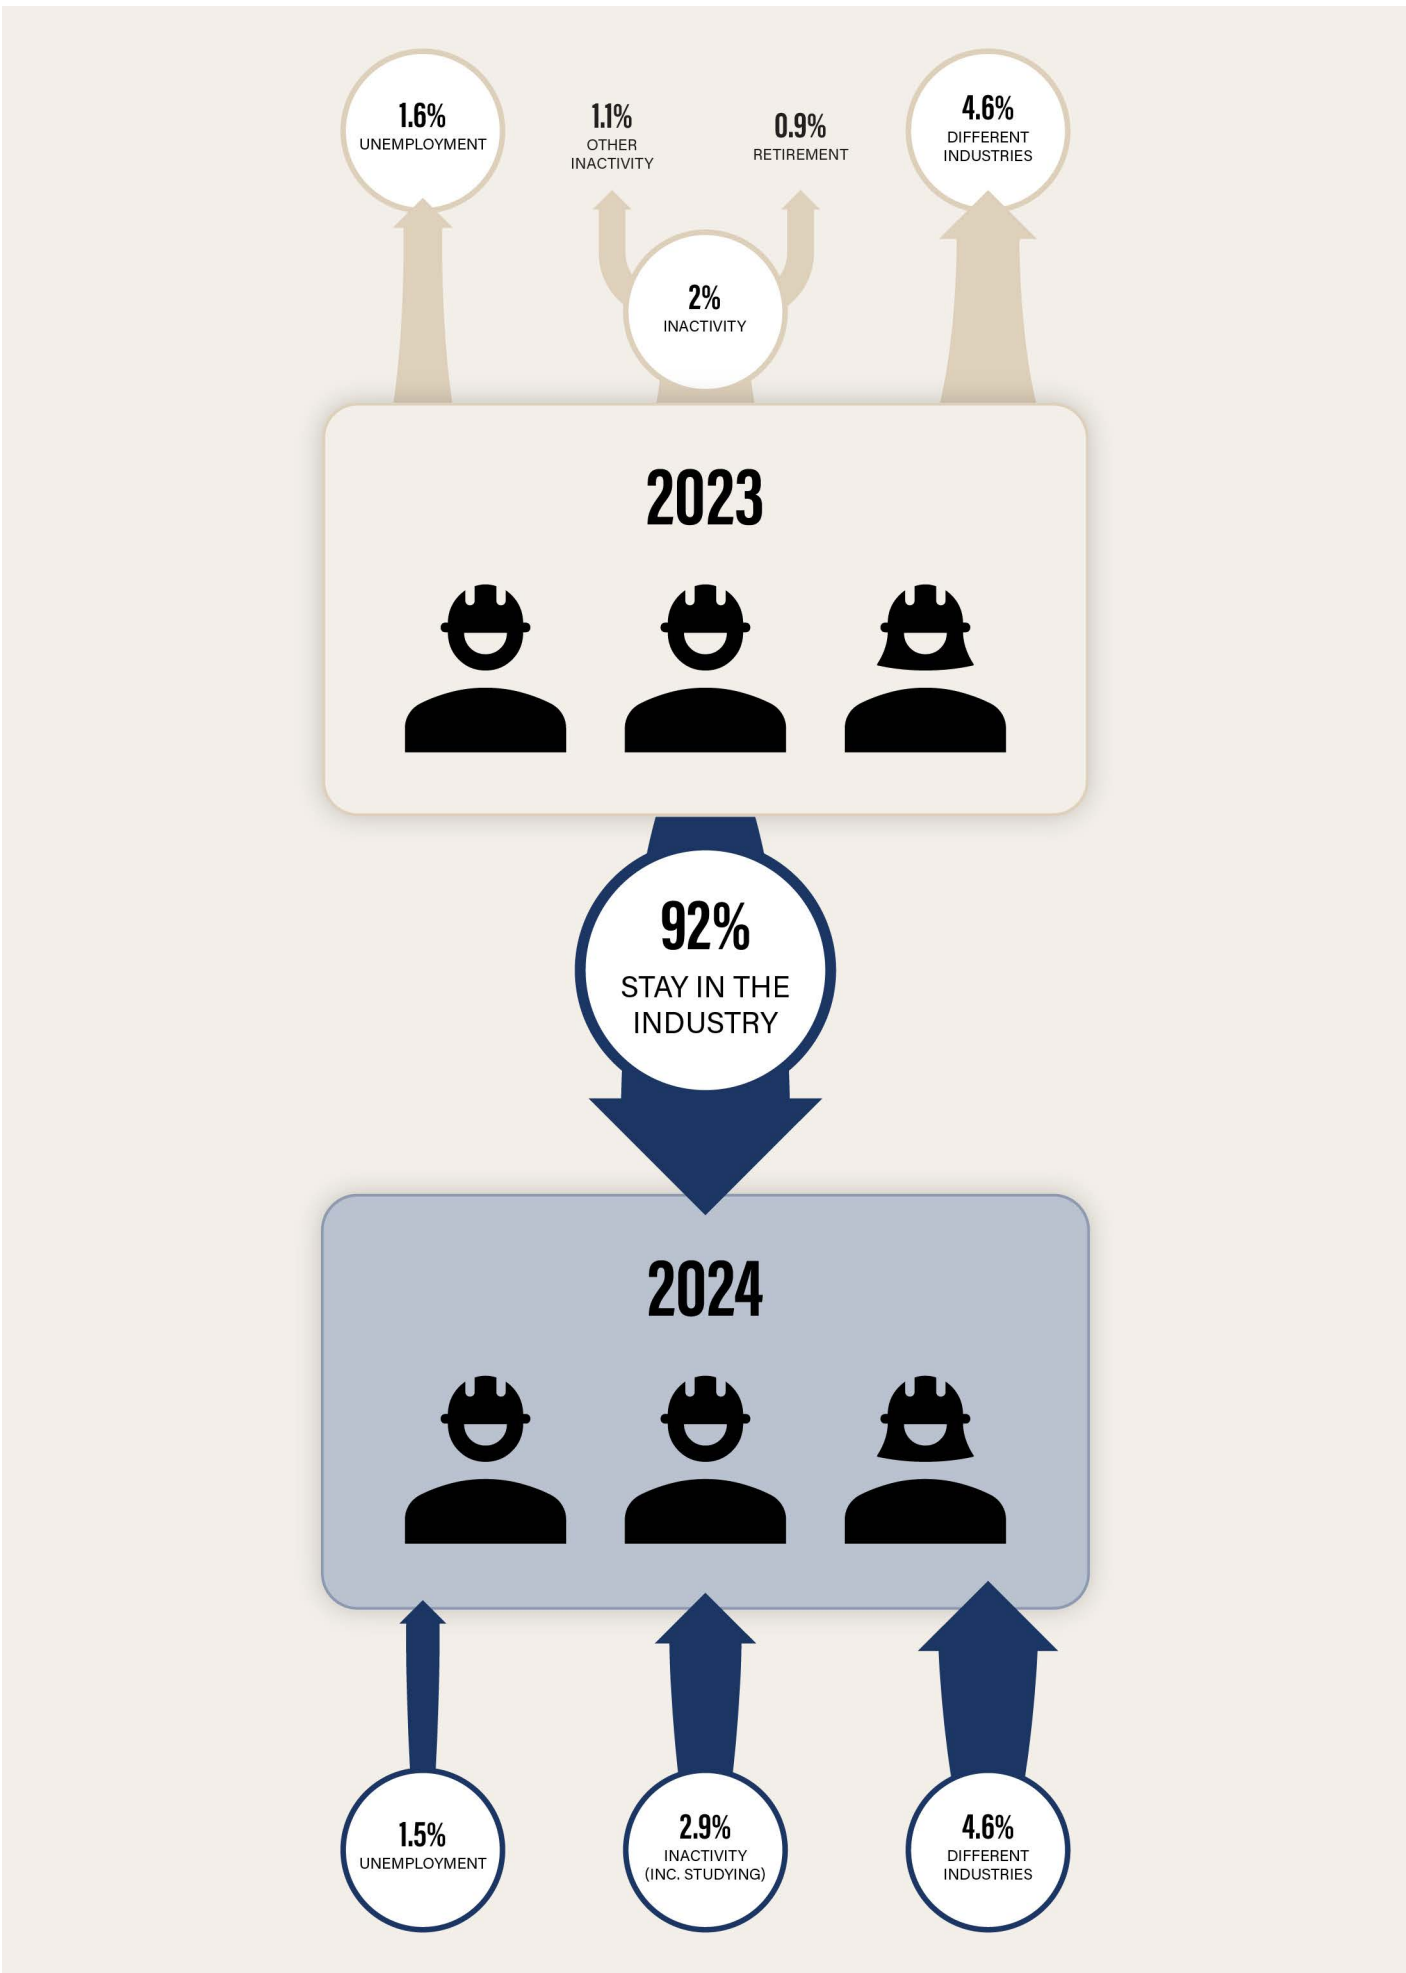 1.6%
UNEMPLOYMENT
1.1%
OTHER
INACTIVITY
0.9%
RETIREMENT
4.6%
DIFFERENT
INDUSTRIES
2%
INACTIVITY
2023
92%
STAY IN THE
INDUSTRY
2024
1.5%
UNEMPLOYMENT
2.9%
INACTIVITY
(INC. STUDYING)
4.6%
DIFFERENT
INDUSTRIES